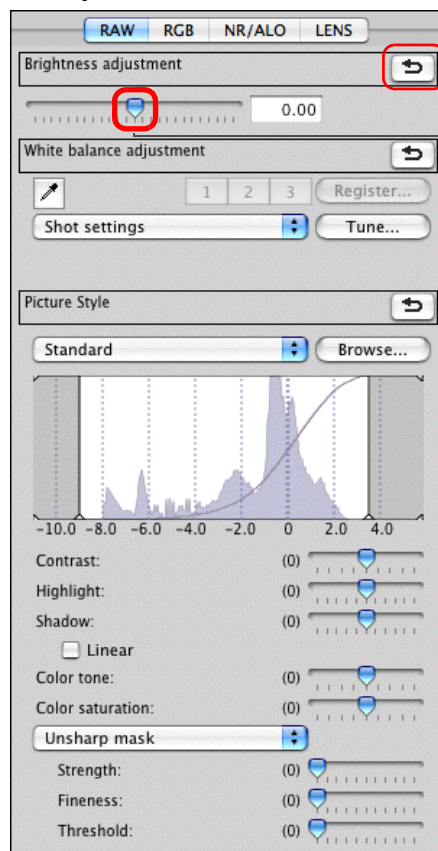 RAW RGB NR/ALO LENS
Brightness adjustment
0.00
White balance adjustment
1 2 3 Register...
Shot settings Tune...
Picture Style
Standard Browse...
-10.0 -8.0 -6.0 -4.0 -2.0 0 2.0 4.0
Contrast: (0)
Highlight: (0)
Shadow: (0)
Linear
Color tone: (0)
Color saturation: (0)
Unsharp mask
Strength: (0)
Fineness: (0)
Threshold: (0)